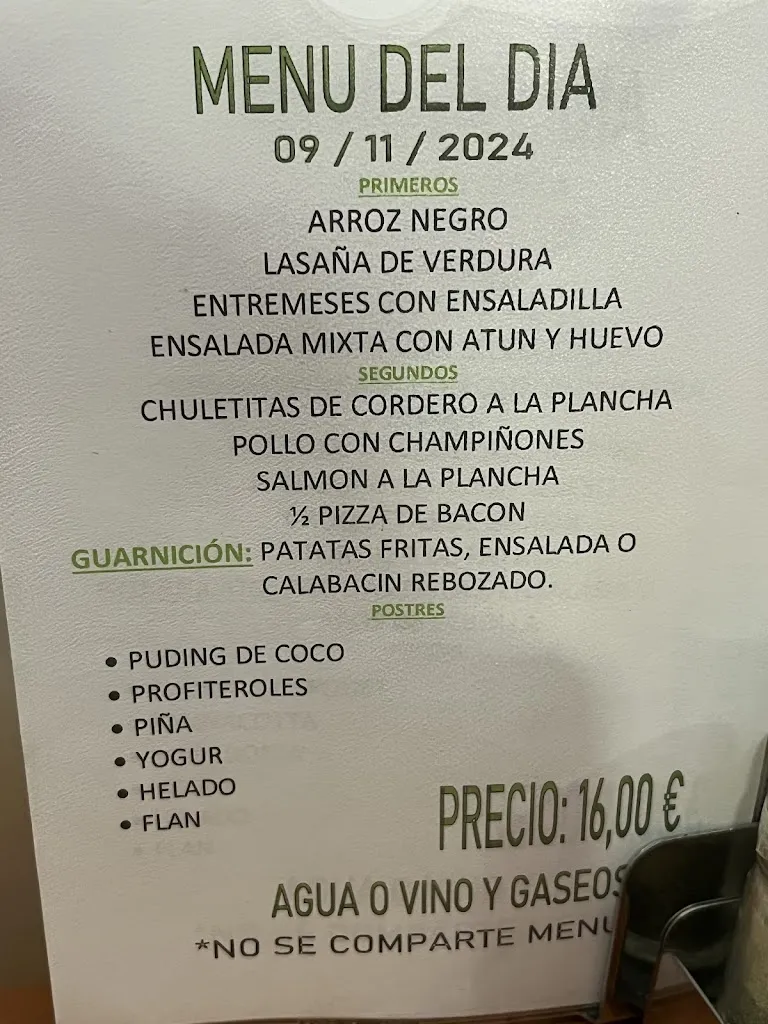 MENU DEL DIA
09 / 11 / 2024
PRIMEROS
ARROZ NEGRO
LASAÑA DE VERDURA
ENTREMESES CON ENSALADILLA
ENSALADA MIXTA CON ATUN Y HUEVO
SEGUNDOS
CHULETITAS DE CORDERO A LA PLANCHA
POLLO CON CHAMPIÑONES
SALMON A LA PLANCHA
½ PIZZA DE BACON
GUARNICIÓN: PATATAS FRITAS, ENSALADA O
CALABACIN REBOZADO.
POSTRES
• PUDING DE COCO
• PROFITEROLES
• PIÑA
• YOGUR
• HELADO
• FLAN
PRECIO: 16,00 €
AGUA O VINO Y GASEOS
*NO SE COMPARTE MENU